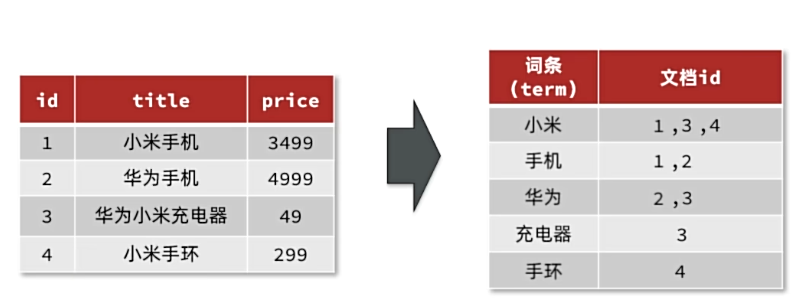 id title price
1 小米手机 3499
2 华为手机 4999
3 华为小米充电器 49
4 小米手环 299
词条
(term) 文档id
小米 1 ,3 ,4
手机 1 ,2
华为 2 ,3
充电器 3
手环 4